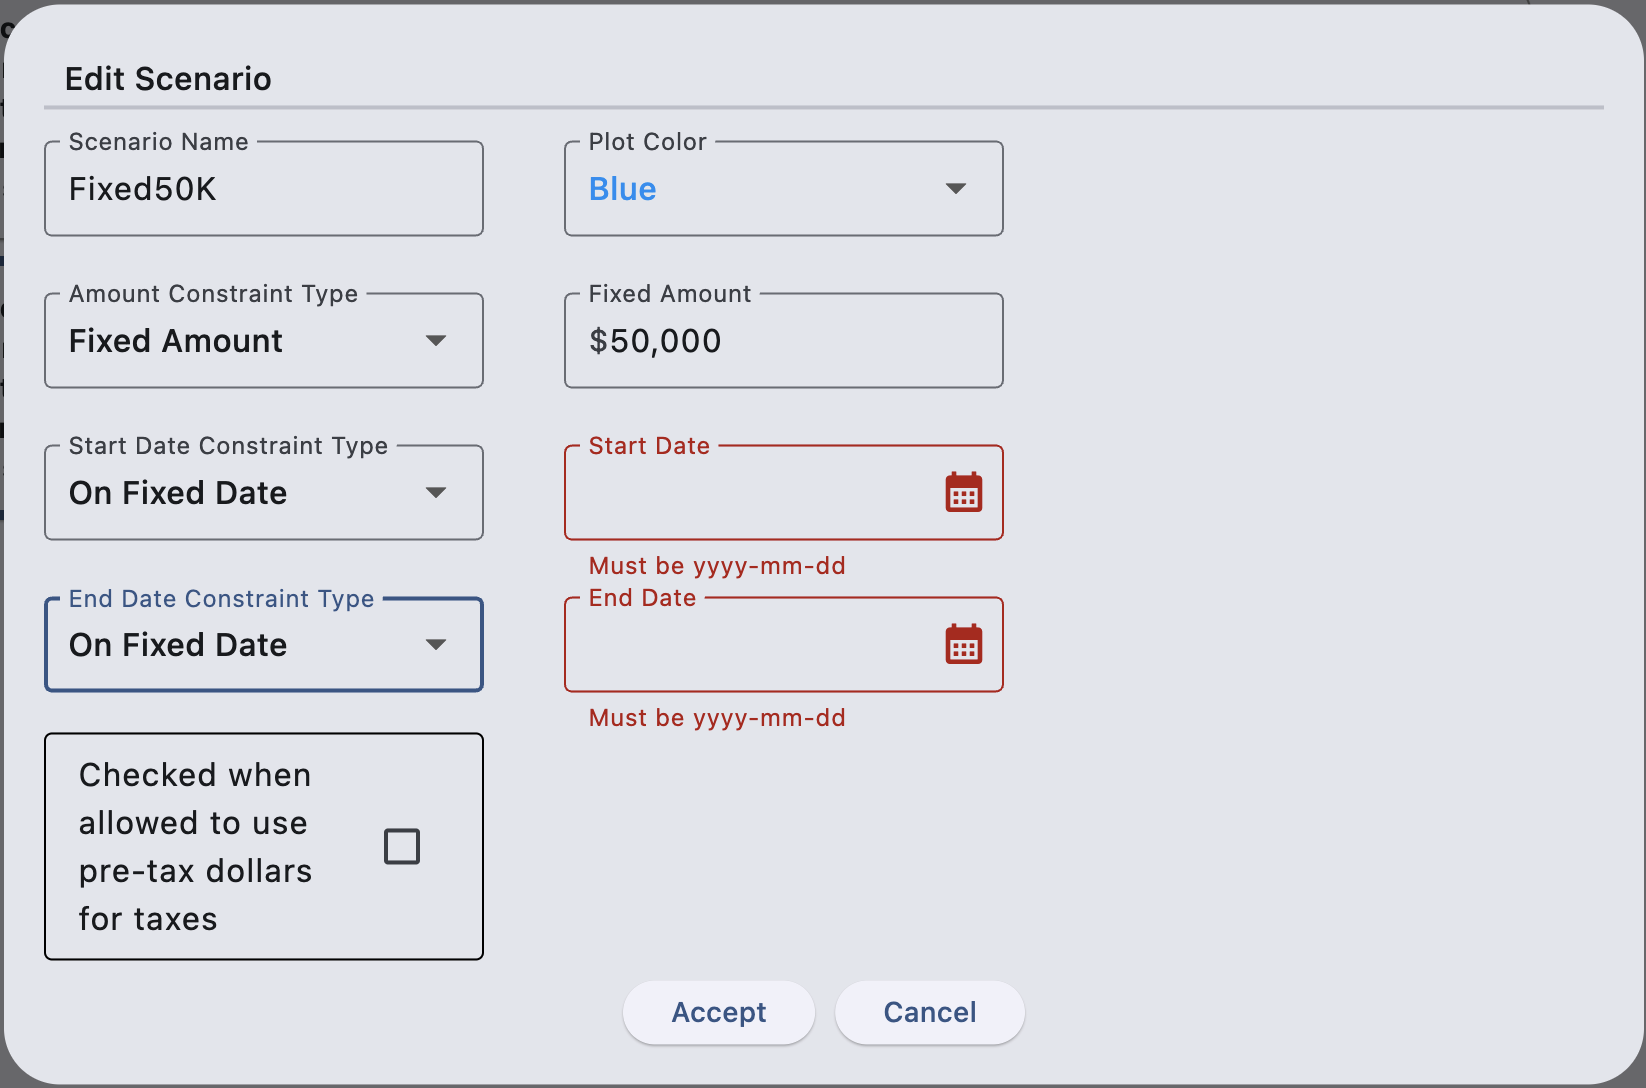 Edit Scenario
Scenario Name
Fixed50K
Plot Color
Blue
Amount Constraint Type
Fixed Amount
Fixed Amount
$50,000
Start Date Constraint Type
On Fixed Date
Start Date
Must be yyyy-mm-dd
End Date Constraint Type
On Fixed Date
End Date
Must be yyyy-mm-dd
Checked when
allowed to use
pre-tax dollars
for taxes
Accept
Cancel